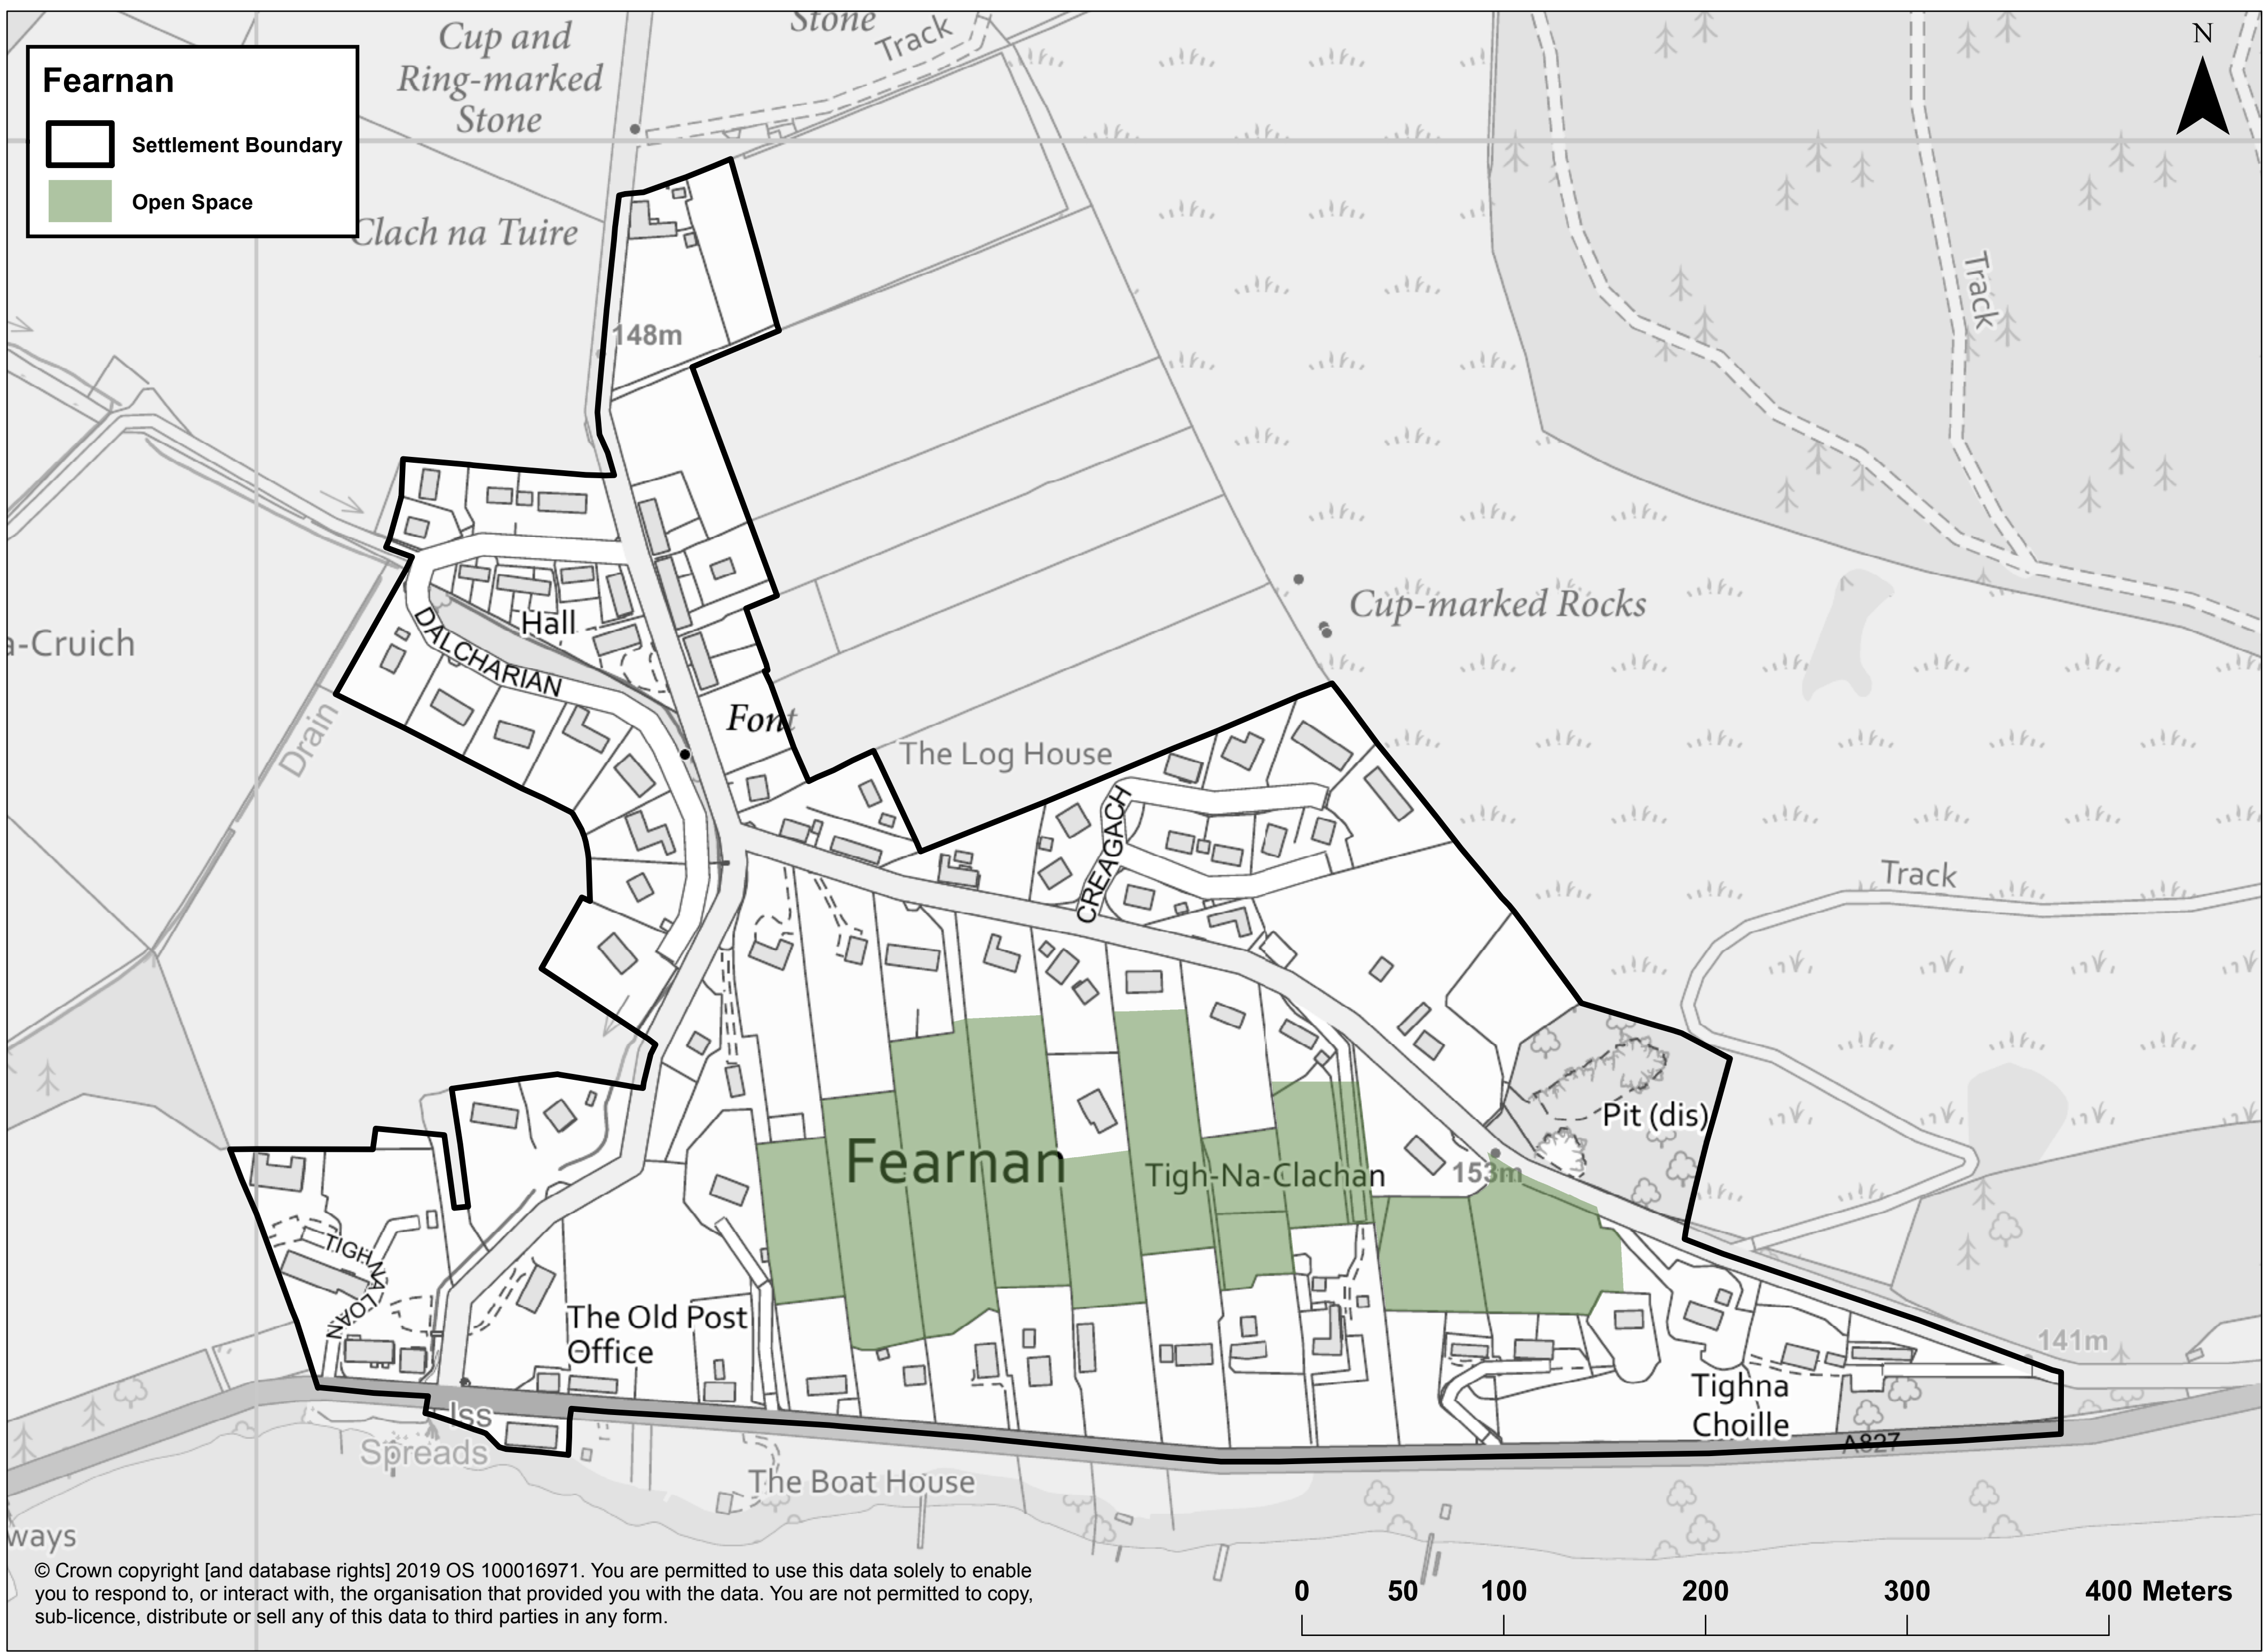 Fearnan
Settlement Boundary
Open Space
Cup and
Ring-marked
Stone
Stone
Track
N
Clach na Tuire
148m
Track
a-Cruich
Hall
DALCHARIAN
Drain
Font
Cup-marked Rocks
The Log House
CREAGACH
Track
Pit (dis)
Fearnan
Tigh-Na-Clachan
153m
TIGH NA LOAN
The Old Post
Office
Iss
Spreads
The Boat House
Tighna
Choille
141m
A827
ways
© Crown copyright [and database rights] 2019 OS 100016971. You are permitted to use this data solely to enable
you to respond to, or interact with, the organisation that provided you with the data. You are not permitted to copy,
sub-licence, distribute or sell any of this data to third parties in any form.
0 50 100 200 300 400 Meters